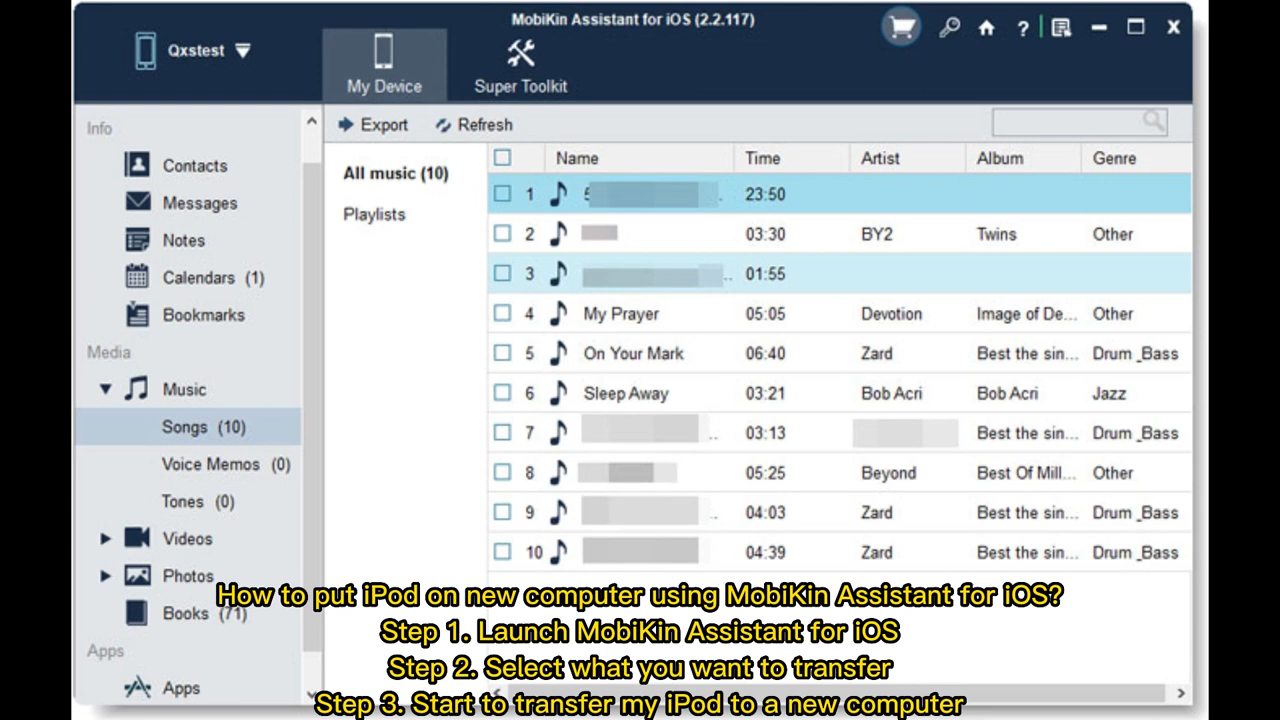 MobiKin Assistant for iOS (2.2.117)
Qxstest
My Device
Super Toolkit
?
Info
Contacts
Messages
Notes
Calendars (1)
Bookmarks
Media
Music
Songs (10)
Voice Memos (0)
Tones (0)
Videos
Photos
Books (71)
Apps
Apps
Export Refresh
All music (10)
Playlists
Name Time Artist Album Genre
1 23:50
2 03:30 BY2 Twins Other
3 .. 01:55
4 My Prayer 05:05 Devotion Image of De... Other
5 On Your Mark 06:40 Zard Best the sin... Drum_Bass
6 Sleep Away 03:21 Bob Acri Bob Acri Jazz
7 .. 03:13 Best the sin... Drum_Bass
8 05:25 Beyond Best Of Mill... Other
9 .. 04:03 Zard Best the sin... Drum_Bass
10 04:39 Zard Best the sin... Drum_Bass
How to put iPod on new computer using MobiKin Assistant for iOS?
Step 1. Launch MobiKin Assistant for iOS
Step 2. Select what you want to transfer
Step 3. Start to transfer my iPod to a new computer